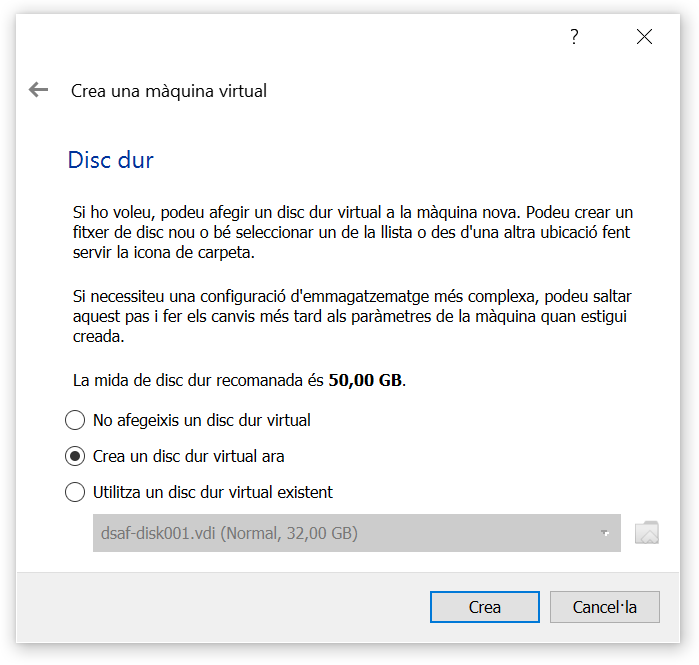 ?
Crea una màquina virtual
Disc dur
Si ho voleu, podeu afegir un disc dur virtual a la màquina nova. Podeu crear un
fitxer de disc nou o bé seleccionar un de la llista o des d'una altra ubicació fent
servir la icona de carpeta.
Si necessiteu una configuració d'emmagatzematge més complexa, podeu saltar
aquest pas i fer els canvis més tard als paràmetres de la màquina quan estigui
creada.
La mida de disc dur recomanada és 50,00 GB.
No afegeixis un disc dur virtual
Crea un disc dur virtual ara
Utilitza un disc dur virtual existent
dsaf-disk001.vdi (Normal, 32,00 GB)
Crea
Cancel·la